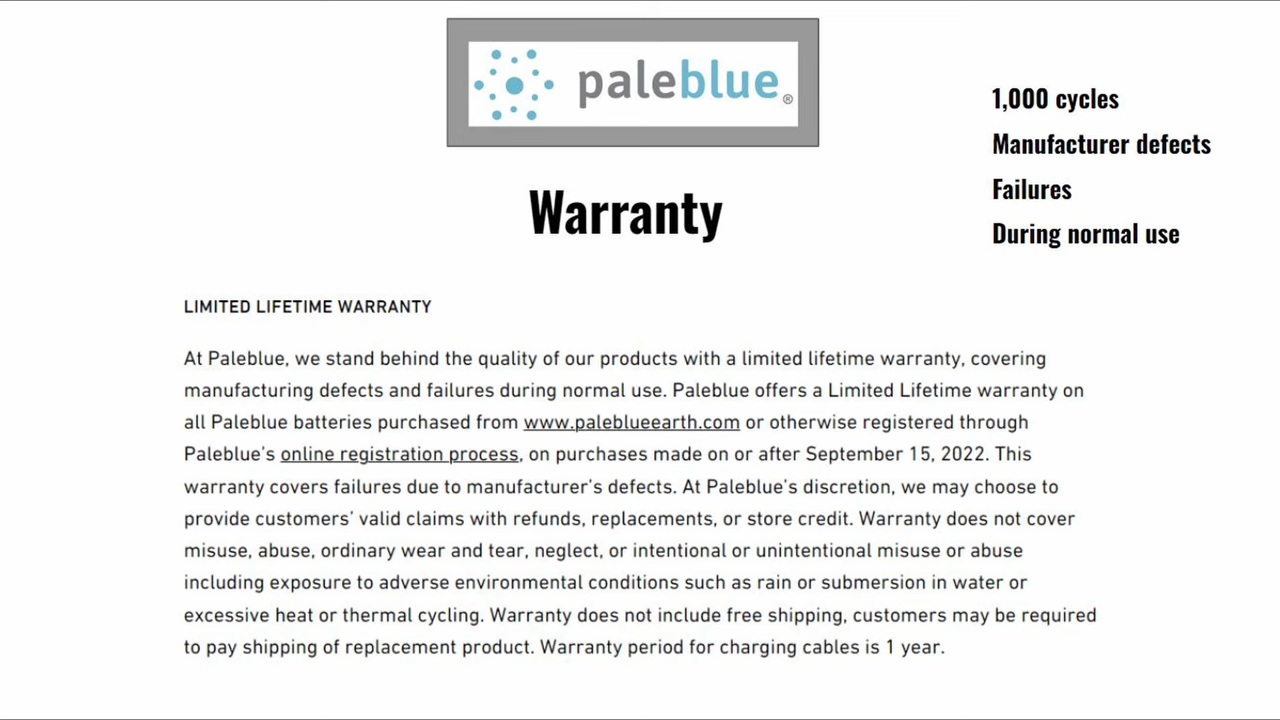 paleblue®
1,000 cycles
Manufacturer defects
Failures
During normal use
Warranty
LIMITED LIFETIME WARRANTY
At Paleblue, we stand behind the quality of our products with a limited lifetime warranty, covering
manufacturing defects and failures during normal use. Paleblue offers a Limited Lifetime warranty on
all Paleblue batteries purchased from www.paleblueearth.com or otherwise registered through
Paleblue’s online registration process, on purchases made on or after September 15, 2022. This
warranty covers failures due to manufacturer’s defects. At Paleblue’s discretion, we may choose to
provide customers’ valid claims with refunds, replacements, or store credit. Warranty does not cover
misuse, abuse, ordinary wear and tear, neglect, or intentional or unintentional misuse or abuse
including exposure to adverse environmental conditions such as rain or submersion in water or
excessive heat or thermal cycling. Warranty does not include free shipping, customers may be required
to pay shipping of replacement product. Warranty period for charging cables is 1 year.